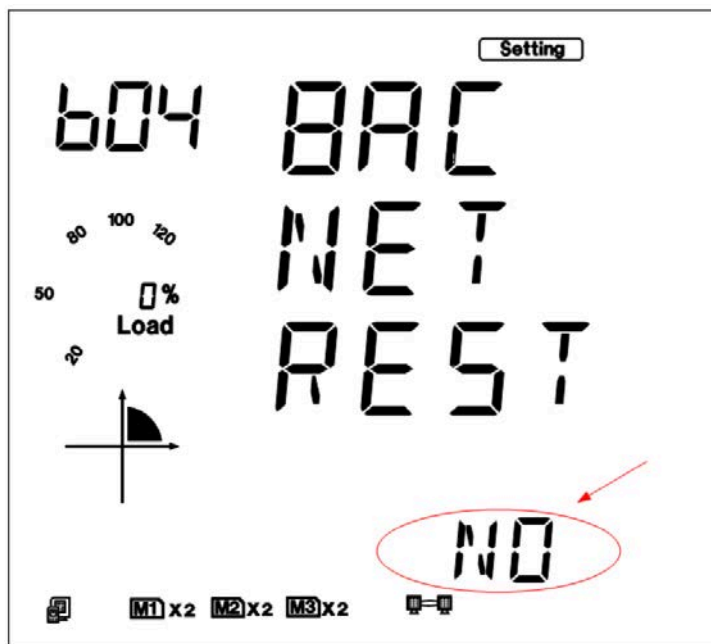 Setting
b04 BAC
NET
REST
80 100 120
50 0%
Load
20
NO
M1 X2 M2 X2 M3 X2